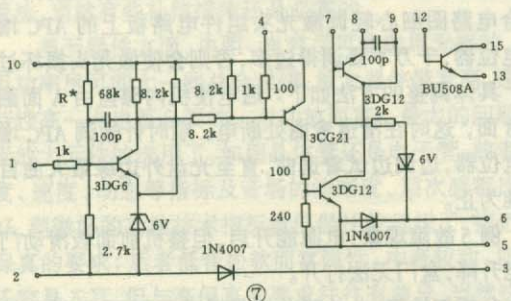 4
7
8
9
12
10
100p
15
R*
68k
8.2k
8.2k
1k
100
3DG12
BU508A
13
100p
2k
8.2k
3CG21
1
1k
100
6V
3DG6
3DG12
6V
240
6
2.7k
1N4007
5
1N4007
2
3
⑦